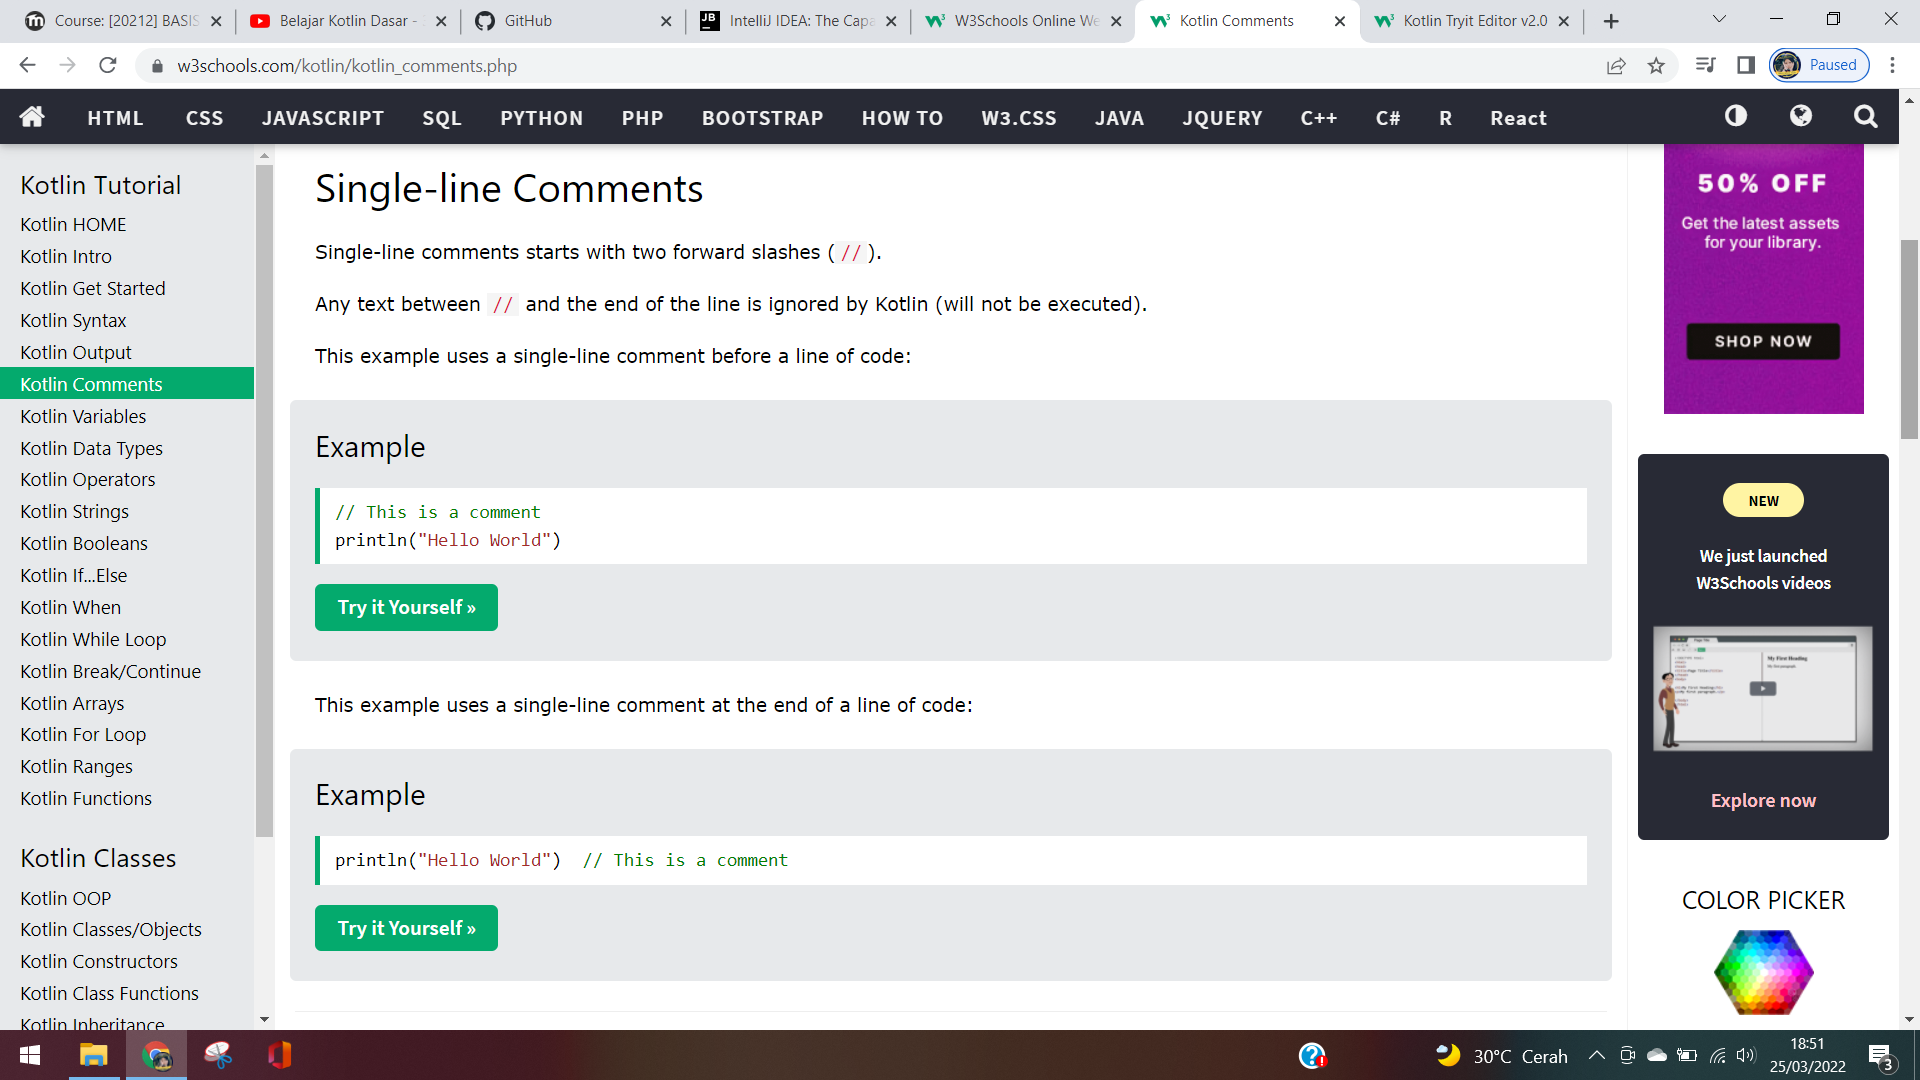 Course: [20212] BASIS
Belajar Kotlin Dasar -
GitHub
IntelliJ IDEA: The Capa
W3Schools Online We
Kotlin Comments
Kotlin Tryit Editor v2.0
w3schools.com/kotlin/kotlin_comments.php
Paused
HTML CSS JAVASCRIPT SQL PYTHON PHP BOOTSTRAP HOW TO W3.CSS JAVA JQUERY C++ C# R React
Kotlin Tutorial
Kotlin HOME
Kotlin Intro
Kotlin Get Started
Kotlin Syntax
Kotlin Output
Kotlin Comments
Kotlin Variables
Kotlin Data Types
Kotlin Operators
Kotlin Strings
Kotlin Booleans
Kotlin If...Else
Kotlin When
Kotlin While Loop
Kotlin Break/Continue
Kotlin Arrays
Kotlin For Loop
Kotlin Ranges
Kotlin Functions
Kotlin Classes
Kotlin OOP
Kotlin Classes/Objects
Kotlin Constructors
Kotlin Class Functions
Kotlin Inheritance
Single-line Comments
Single-line comments starts with two forward slashes ( // ).
Any text between // and the end of the line is ignored by Kotlin (will not be executed).
This example uses a single-line comment before a line of code:
Example
// This is a comment
println("Hello World")
Try it Yourself »
This example uses a single-line comment at the end of a line of code:
Example
println("Hello World")  // This is a comment
Try it Yourself »
50% OFF
Get the latest assets
for your library.
SHOP NOW
NEW
We just launched
W3Schools videos
My First Heading
Explore now
COLOR PICKER
30°C Cerah
18:51
25/03/2022
3